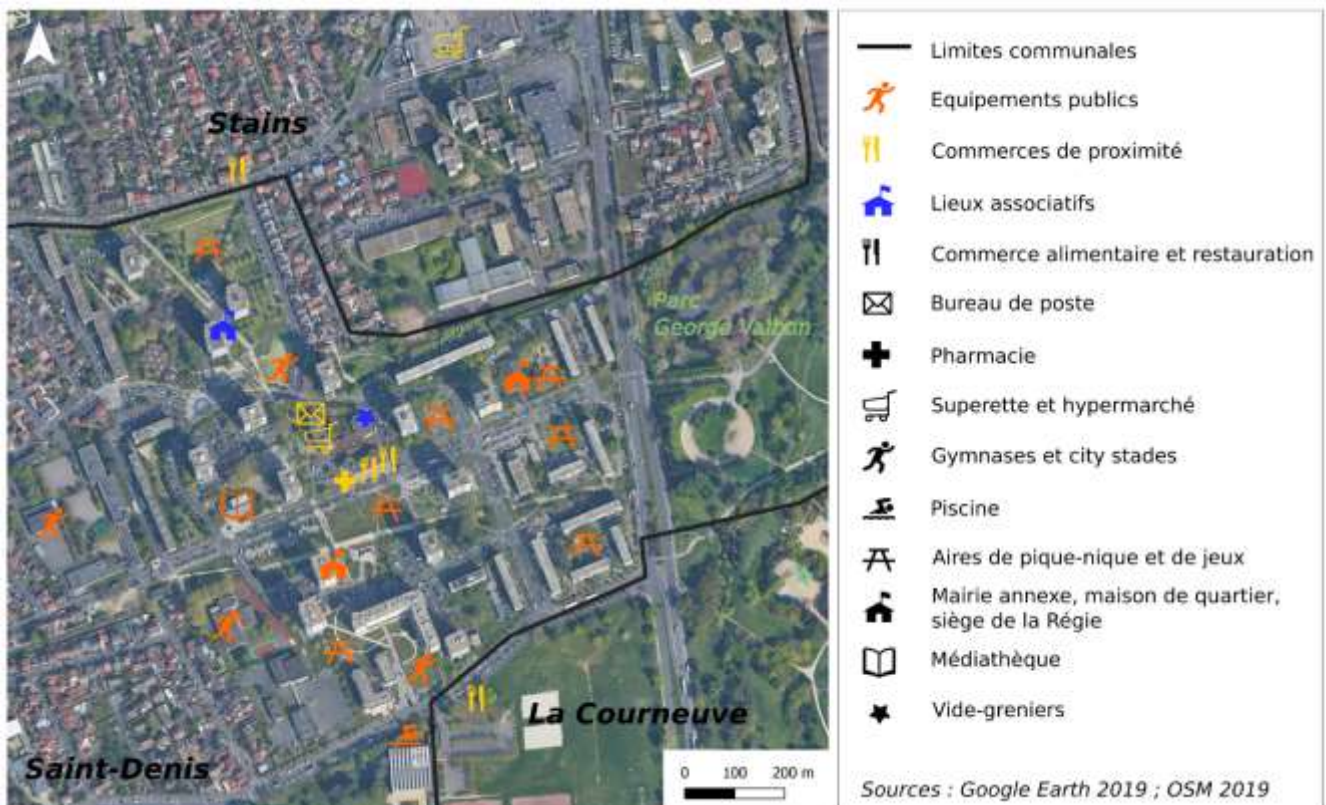 Stains
Parc
George Valbon
La Courneuve
Saint-Denis
0 100 200 m
Limites communales
Equipements publics
Commerces de proximité
Lieux associatifs
Commerce alimentaire et restauration
Bureau de poste
Pharmacie
Superette et hypermarché
Gymnases et city stades
Piscine
Aires de pique-nique et de jeux
Mairie annexe, maison de quartier,
siège de la Régie
Médiathèque
Vide-greniers
Sources : Google Earth 2019 ; OSM 2019